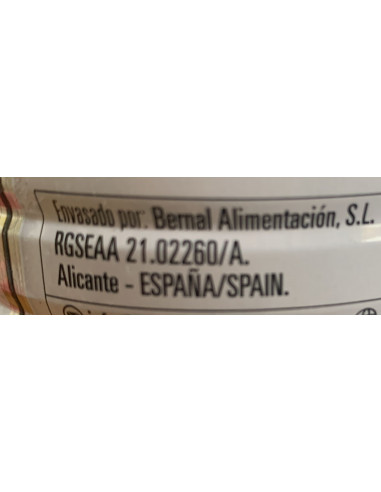 Envasado por: Bernal Alimentación, S.L.
RGSEAA 21.02260/A.
Alicante - ESPAÑA/SPAIN.